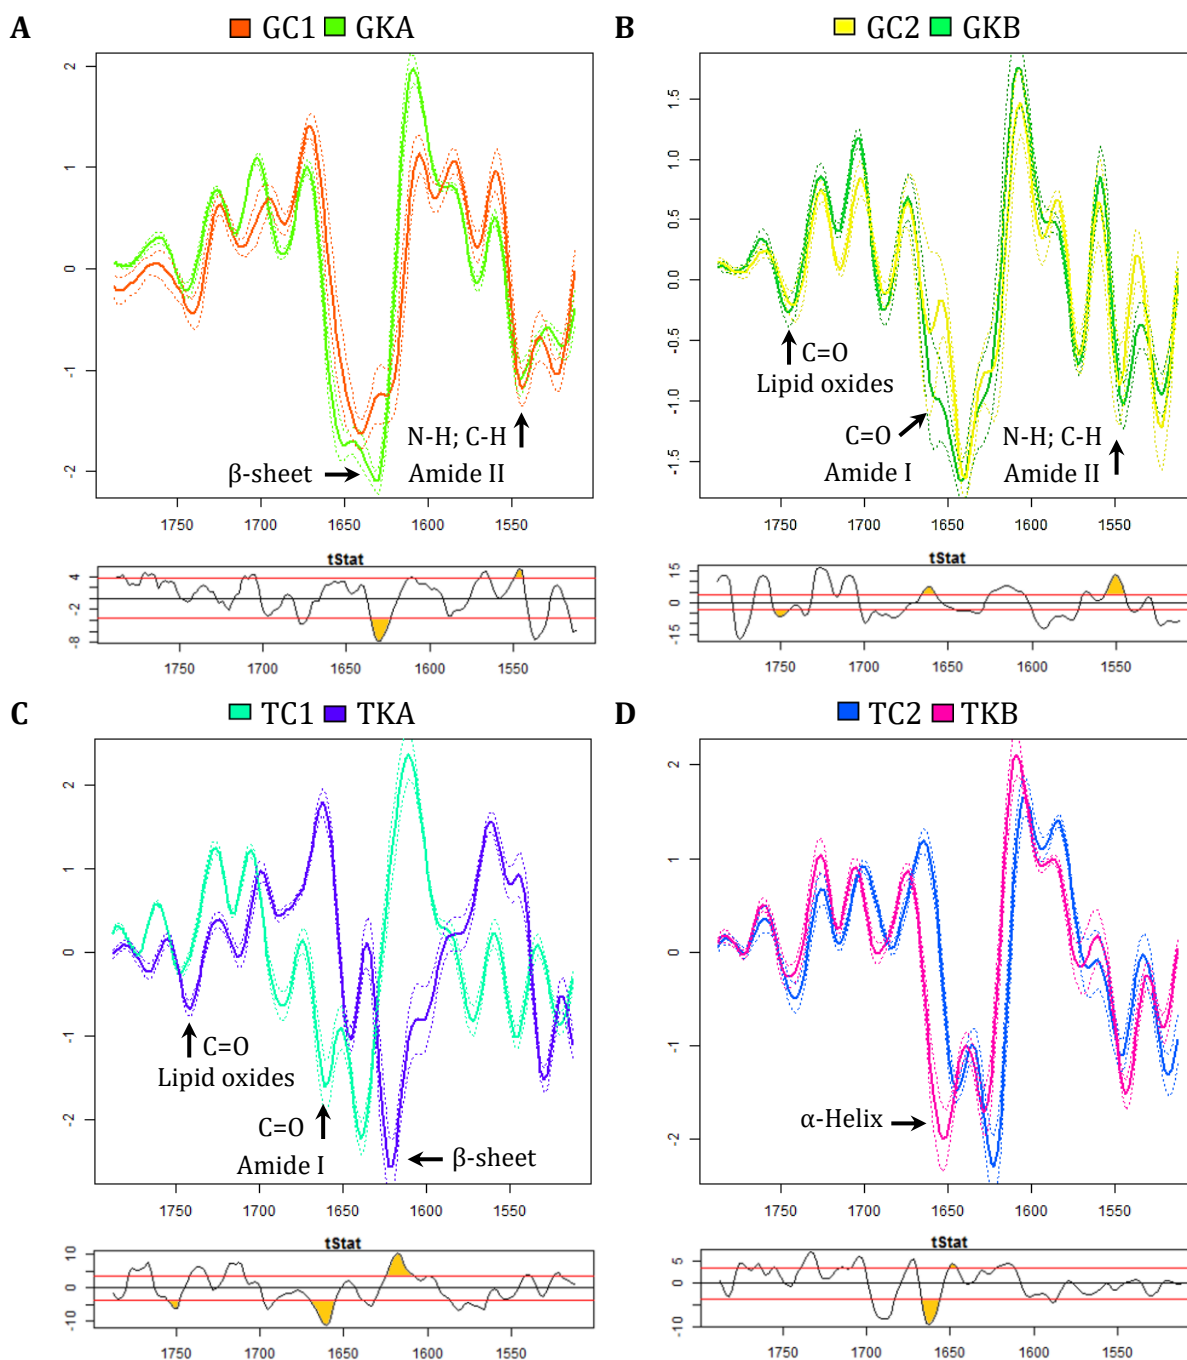 A GC1 GKA
2
1
0
-1
-2
N-H; C-H
β-sheet Amide II
1750 1700 1650 1600 1550
tStat
4
-2
-8
1750 1700 1650 1600 1550
B GC2 GKB
1.5
1.0
0.5
0.0
-0.5
-1.0
-1.5
C=O
Lipid oxides
C=O N-H; C-H
Amide I Amide II
1750 1700 1650 1600 1550
tStat
15
5
0
-5
-15
1750 1700 1650 1600 1550
C TC1 TKA
2
1
0
-1
-2
C=O
Lipid oxides
C=O
Amide I β-sheet
1750 1700 1650 1600 1550
tStat
10
0
-10
1750 1700 1650 1600 1550
D TC2 TKB
2
1
0
-1
-2
α-Helix
1750 1700 1650 1600 1550
tStat
5
0
-10
1750 1700 1650 1600 1550